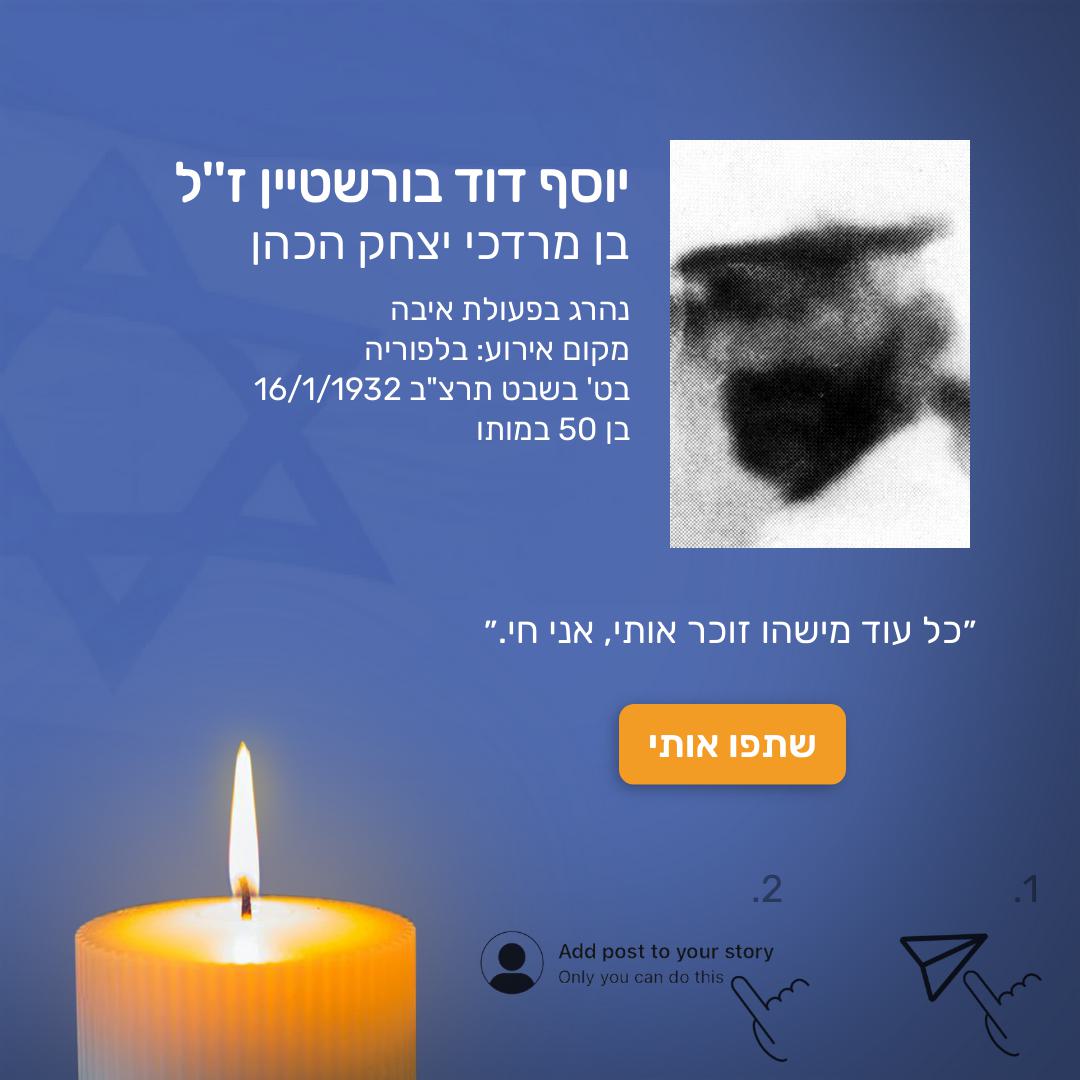 יוסף דוד בורשטיין ז''ל
בן מרדכי יצחק הכהן
נהרג בפעולת איבה
מקום אירוע: בלפוריה
בט' בשבט תרצ"ב 16/1/1932
בן 50 במותו
״כל עוד מישהו זוכר אותי, אני חי.״
שתפו אותי
.1
.2
Add post to your story
Only you can do this